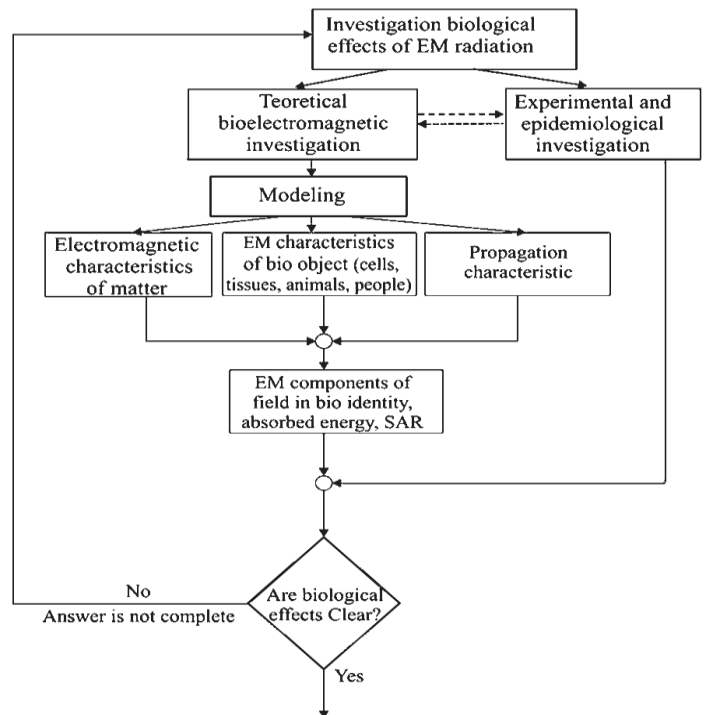 Investigation biological
effects of EM radiation
Teoretical
bioelectromagnetic
investigation
Experimental and
epidemiological
investigation
Modeling
Electromagnetic
characteristics
of matter
EM characteristics
of bio object (cells,
tissues, animals, people)
Propagation
characteristic
EM components of
field in bio identity,
absorbed energy, SAR
No
Answer is not complete
Are biological
effects Clear?
Yes